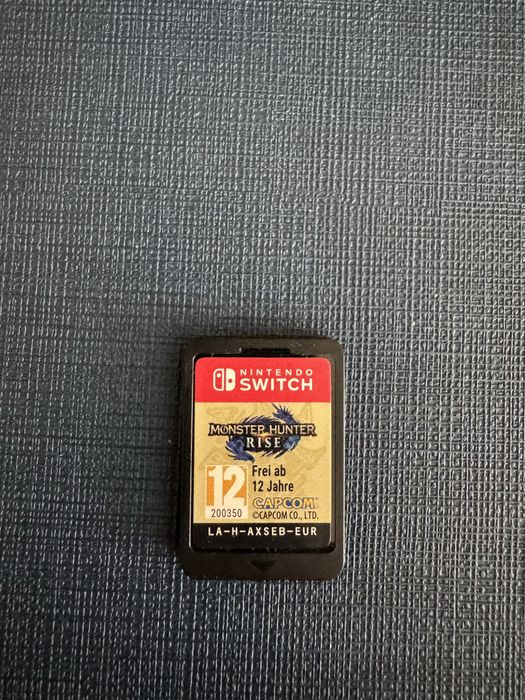 NINTENDO
SWITCH
MONSTER HUNTER
RISE
12
200350
Frei ab
12 Jahre
CAPCOM
©CAPCOM CO., LTD.
LA-H-AXSEB-EUR